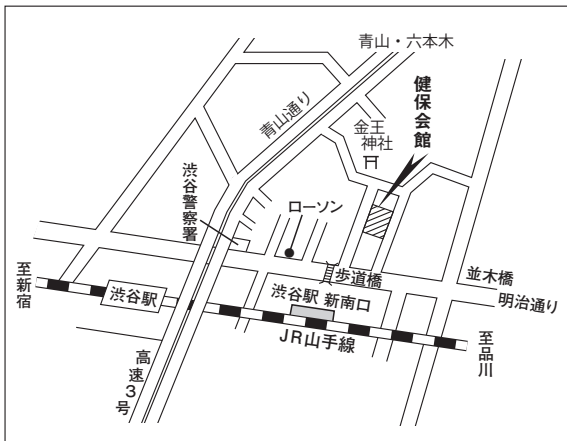 青山・六本木
健保会館
青山通り
金王
神社
渋谷警察署
ローソン
歩道橋
並木橋
明治通り
至新宿
渋谷駅
渋谷駅 新南口
JR山手線
至品川
高速3号